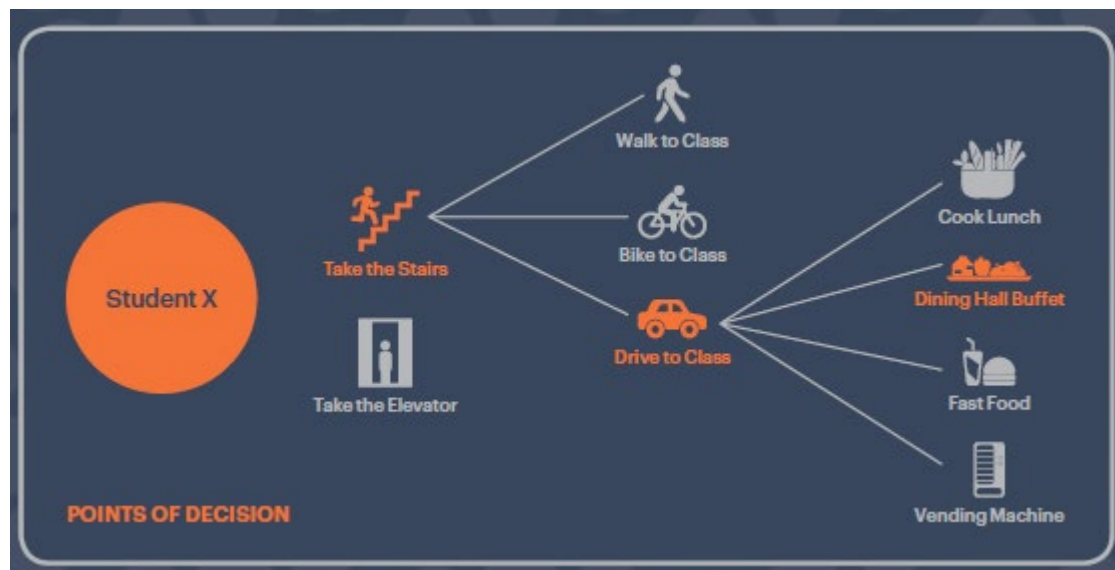 Student X
Take the Stairs
Take the Elevator
Walk to Class
Bike to Class
Drive to Class
Cook Lunch
Dining Hall Buffet
Fast Food
Vending Machine
POINTS OF DECISION